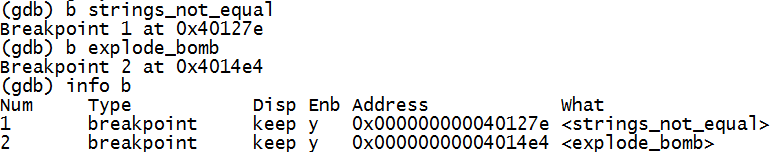 (gdb) b strings_not_equal
Breakpoint 1 at 0x40127e
(gdb) b explode_bomb
Breakpoint 2 at 0x4014e4
(gdb) info b
Num     Type           Disp Enb Address            What
1       breakpoint     keep y   0x000000000040127e <strings_not_equal>
2       breakpoint     keep y   0x00000000004014e4 <explode_bomb>